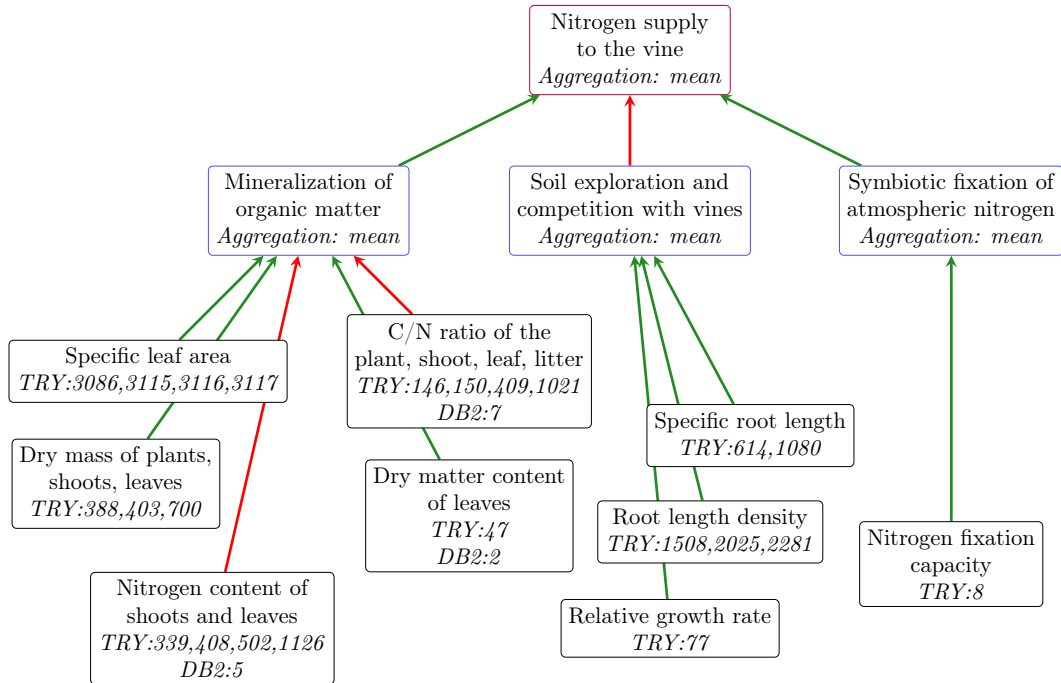 Nitrogen supply
to the vine
Aggregation: mean
Mineralization of
organic matter
Aggregation: mean
Soil exploration and
competition with vines
Aggregation: mean
Symbiotic fixation of
atmospheric nitrogen
Aggregation: mean
Specific leaf area
TRY:3086,3115,3116,3117
C/N ratio of the
plant, shoot, leaf, litter
TRY:146,150,409,1021
DB2:7
Dry mass of plants,
shoots, leaves
TRY:388,403,700
Specific root length
TRY:614,1080
Dry matter content
of leaves
TRY:47
DB2:2
Root length density
TRY:1508,2025,2281
Nitrogen fixation
capacity
TRY:8
Nitrogen content of
shoots and leaves
TRY:339,408,502,1126
DB2:5
Relative growth rate
TRY:77